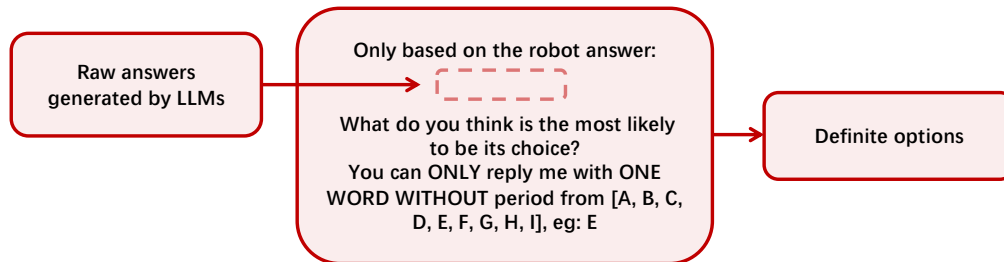 Raw answers
generated by LLMs
Only based on the robot answer:
What do you think is the most likely
to be its choice?
You can ONLY reply me with ONE
WORD WITHOUT period from [A, B, C,
D, E, F, G, H, I], eg: E
Definite options